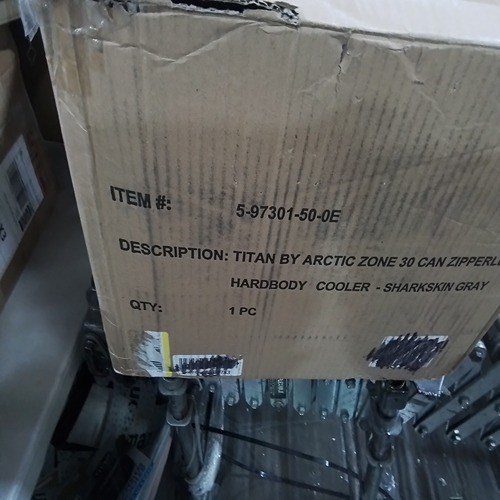 ITEM #: 5-97301-50-0E
DESCRIPTION: TITAN BY ARCTIC ZONE 30 CAN ZIPPERL
HARDBODY COOLER - SHARKSKIN GRAY
QTY: 1 PC